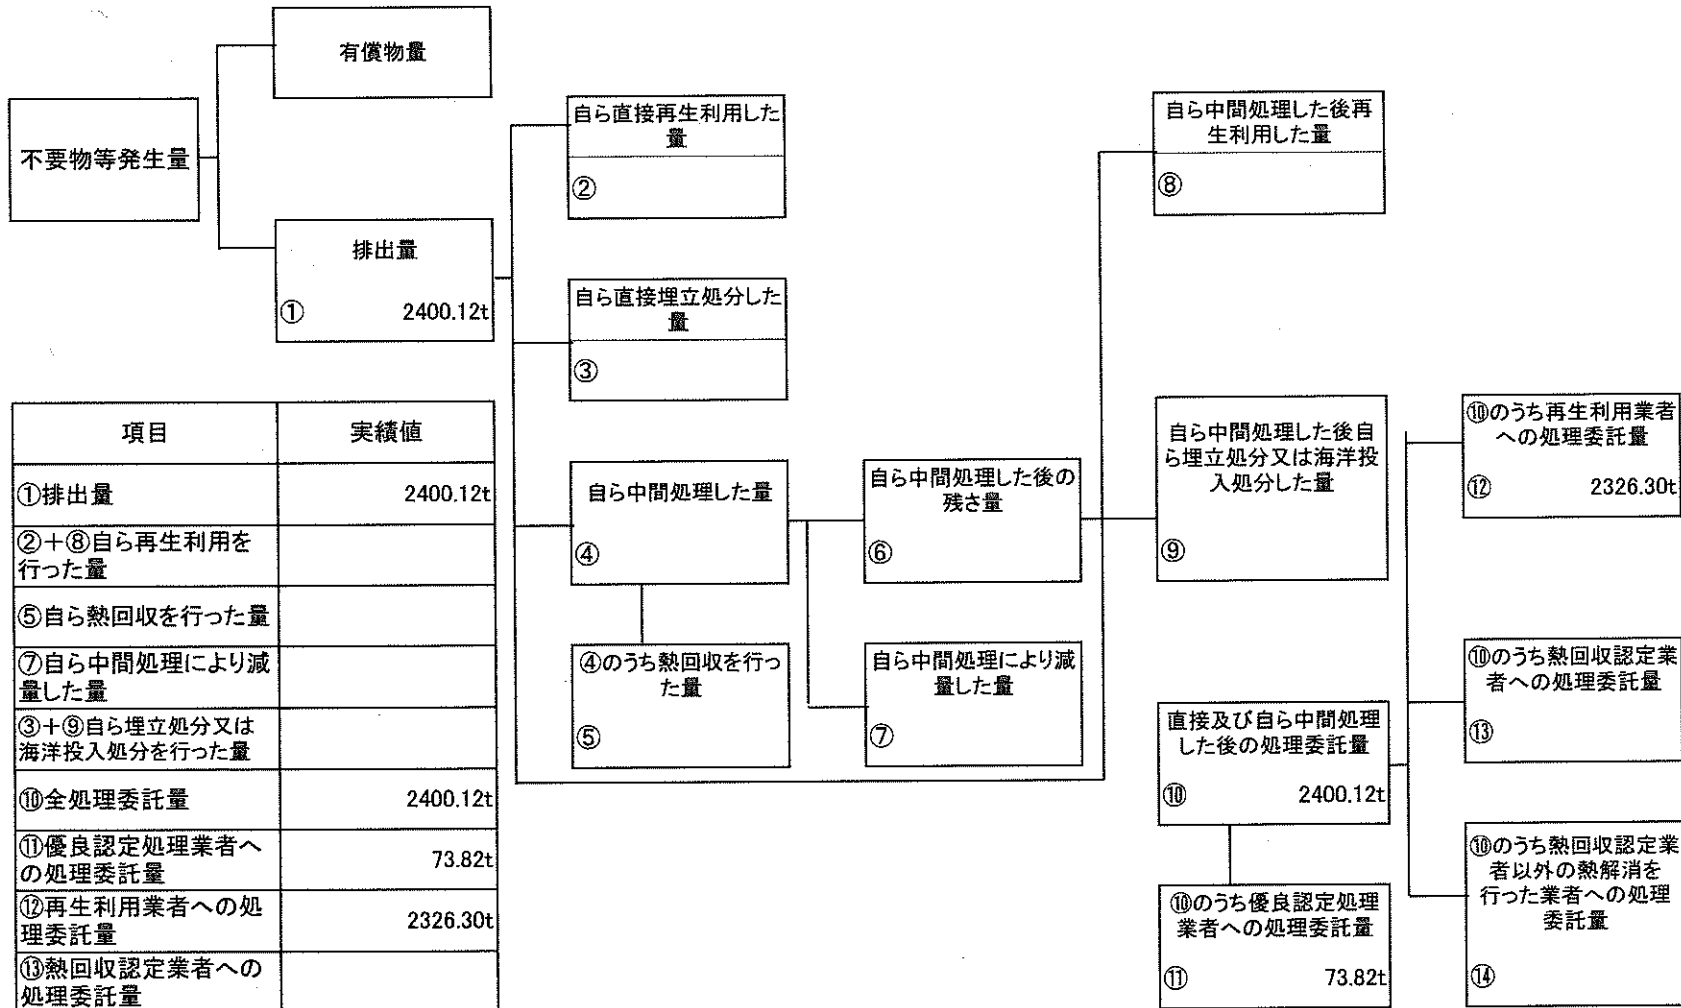 有償物量
不要物等発生量
排出量
① 2400.12t
自ら直接再生利用した
量
②
自ら直接埋立処分した
量
③
自ら中間処理した量
④
④のうち熱回収を行っ
た量
⑤
自ら中間処理した後の
残さ量
⑥
自ら中間処理により減
量した量
⑦
自ら中間処理した後再
生利用した量
⑧
自ら中間処理した後自
ら埋立処分又は海洋投
入処分した量
⑨
直接及び自ら中間処理
した後の処理委託量
⑩ 2400.12t
⑩のうち優良認定処理
業者への処理委託量
⑪ 73.82t
⑩のうち再生利用業者
への処理委託量
⑫ 2326.30t
⑩のうち熱回収認定業
者への処理委託量
⑬
⑩のうち熱回収認定業
者以外の熱解消を
行った業者への処理
委託量
⑭
項目 実績値
①排出量 2400.12t
②+⑧自ら再生利用を
行った量
⑤自ら熱回収を行った量
⑦自ら中間処理により減
量した量
③+⑨自ら埋立処分又は
海洋投入処分を行った量
⑩全処理委託量 2400.12t
⑪優良認定処理業者へ
の処理委託量 73.82t
⑫再生利用業者への処
理委託量 2326.30t
⑬熱回収認定業者への
処理委託量